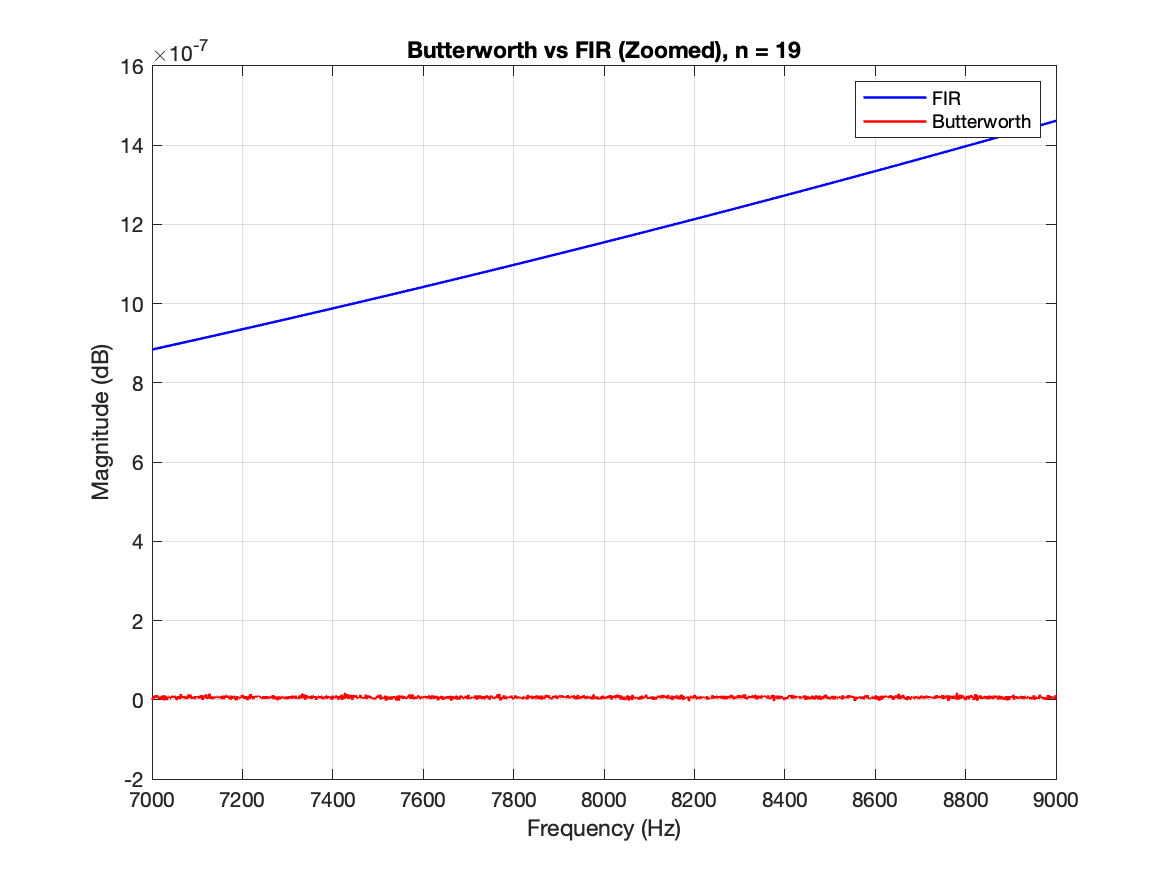 Butterworth vs FIR (Zoomed), n = 19
×10⁻⁷
16
14
12
10
8
6
4
2
0
-2
Magnitude (dB)
FIR
Butterworth
7000 7200 7400 7600 7800 8000 8200 8400 8600 8800 9000
Frequency (Hz)